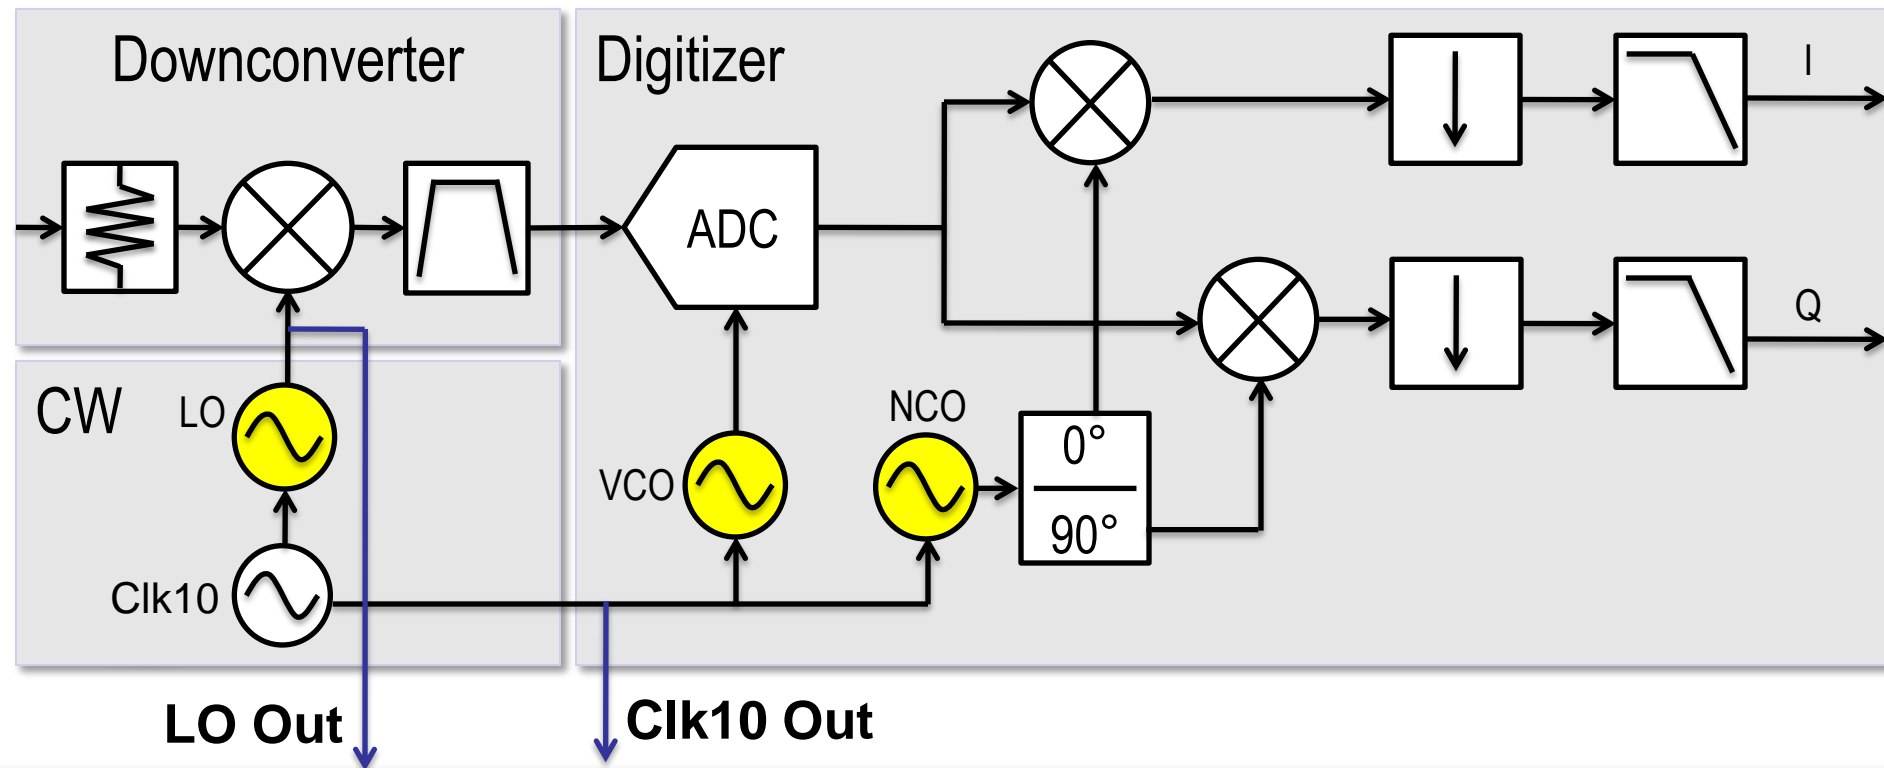 Downconverter
Digitizer
I
ADC
Q
CW
LO
NCO
0°
VCO
90°
Clk10
LO Out
Clk10 Out